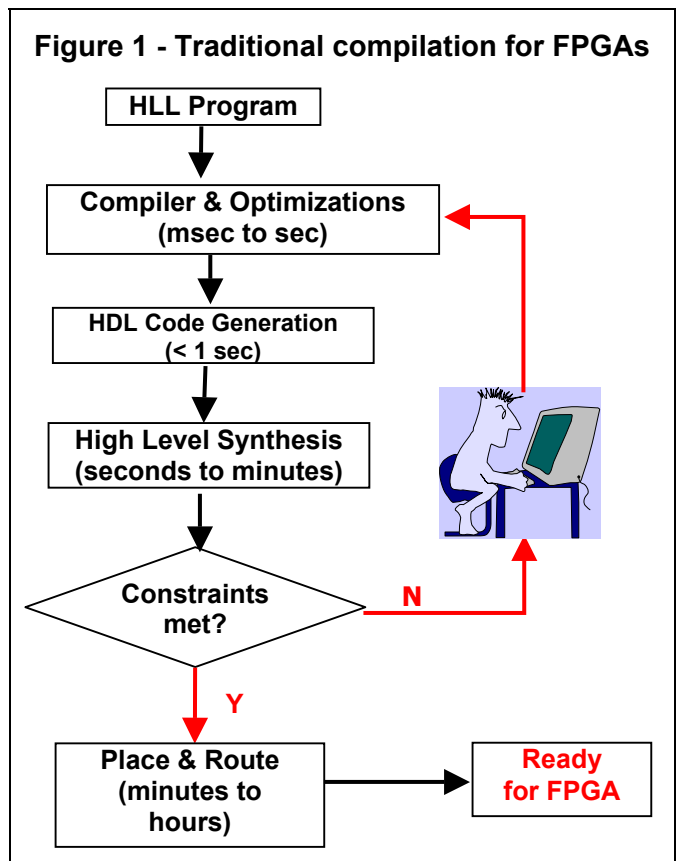 Figure 1 - Traditional compilation for FPGAs
HLL Program
Compiler & Optimizations
(msec to sec)
HDL Code Generation
(< 1 sec)
High Level Synthesis
(seconds to minutes)
Constraints
met?
N
Y
Place & Route
(minutes to
hours)
Ready
for FPGA